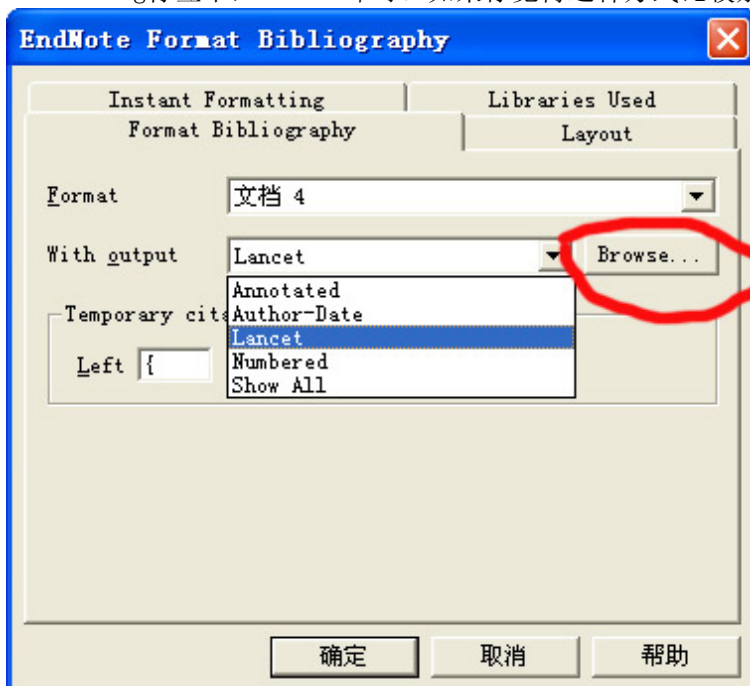 EndNote Format Bibliography
Instant Formatting Libraries Used
Format Bibliography Layout
Format 文档 4
With output Lancet Browse...
Annotated
Temporary cita Author-Date
Lancet
Left { Numbered
Show All
确定 取消 帮助